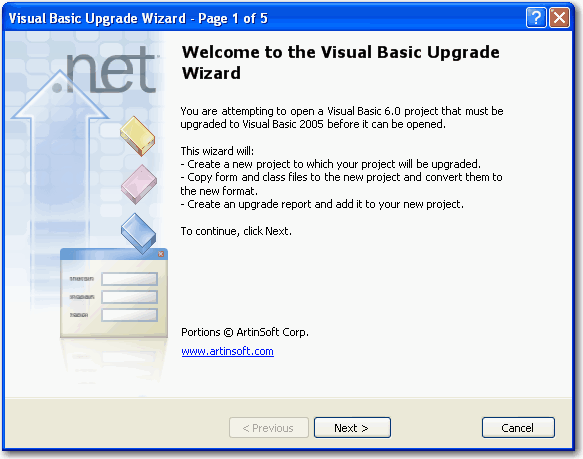 Visual Basic Upgrade Wizard - Page 1 of 5
.net
Welcome to the Visual Basic Upgrade
Wizard
You are attempting to open a Visual Basic 6.0 project that must be
upgraded to Visual Basic 2005 before it can be opened.
This wizard will:
- Create a new project to which your project will be upgraded.
- Copy form and class files to the new project and convert them to
the new format.
- Create an upgrade report and add it to your new project.
To continue, click Next.
Portions © ArtinSoft Corp.
www.artinsoft.com
< Previous
Next >
Cancel